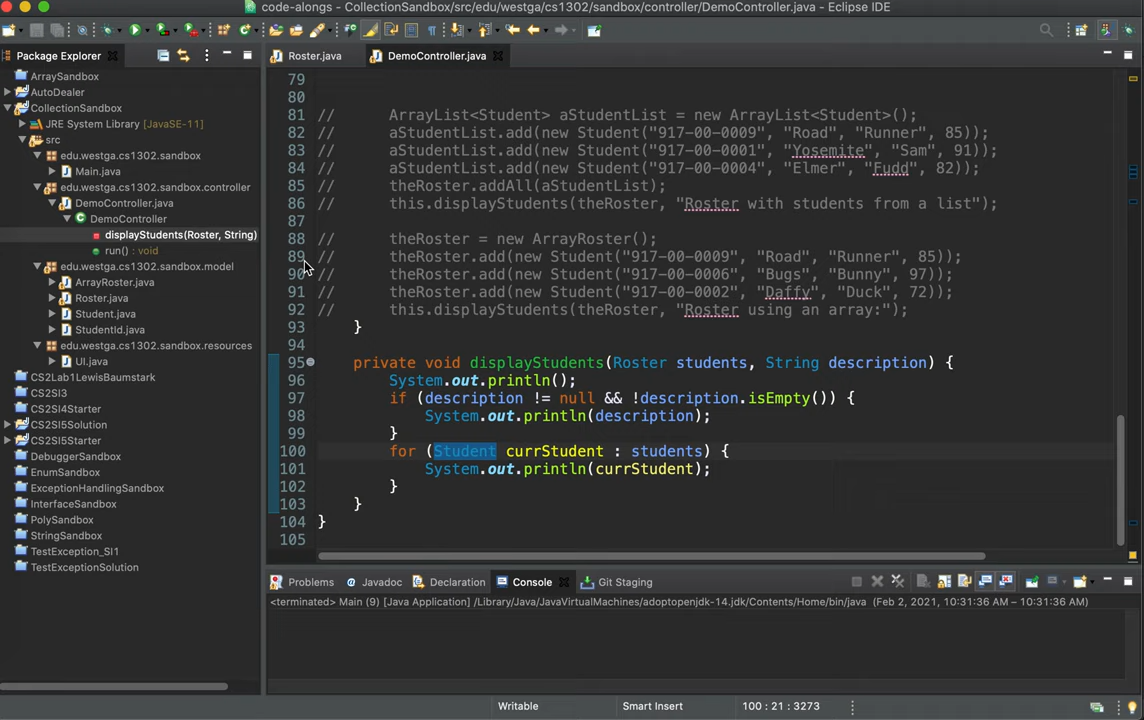 code-alongs - CollectionSandbox/src/edu/westga/cs1302/sandbox/controller/DemoController.java - Eclipse IDE
Package Explorer
Roster.java
DemoController.java
ArraySandbox
AutoDealer
CollectionSandbox
JRE System Library [JavaSE-11]
src
edu.westga.cs1302.sandbox
Main.java
edu.westga.cs1302.sandbox.controller
DemoController.java
DemoController
displayStudents(Roster, String)
run() : void
edu.westga.cs1302.sandbox.model
ArrayRoster.java
Roster.java
Student.java
StudentId.java
edu.westga.cs1302.sandbox.resources
UI.java
CS2Lab1LewisBaumstark
CS2SI3
CS2SI4Starter
CS2SI5Solution
CS2SI5Starter
DebuggerSandbox
EnumSandbox
ExceptionHandlingSandbox
InterfaceSandbox
PolySandbox
StringSandbox
TestException_SI1
TestExceptionSolution
79
80
81 // ArrayList<Student> aStudentList = new ArrayList<Student>();
82 // aStudentList.add(new Student("917-00-0009", "Road", "Runner", 85));
83 // aStudentList.add(new Student("917-00-0001", "Yosemite", "Sam", 91));
84 // aStudentList.add(new Student("917-00-0004", "Elmer", "Fudd", 82));
85 // theRoster.addAll(aStudentList);
86 // this.displayStudents(theRoster, "Roster with students from a list");
87
88 // theRoster = new ArrayRoster();
89 // theRoster.add(new Student("917-00-0009", "Road", "Runner", 85));
90 // theRoster.add(new Student("917-00-0006", "Bugs", "Bunny", 97));
91 // theRoster.add(new Student("917-00-0002", "Daffy", "Duck", 72));
92 // this.displayStudents(theRoster, "Roster using an array:");
93 }
94
95 private void displayStudents(Roster students, String description) {
96 System.out.println();
97 if (description != null && !description.isEmpty()) {
98 System.out.println(description);
99 }
100 for (Student currStudent : students) {
101 System.out.println(currStudent);
102 }
103 }
104 }
105
Problems @ Javadoc Declaration Console Git Staging
<terminated> Main (9) [Java Application] /Library/Java/JavaVirtualMachines/adoptopenjdk-14.jdk/Contents/Home/bin/java (Feb 2, 2021, 10:31:36 AM – 10:31:36 AM)
Writable Smart Insert 100 : 21 : 3273